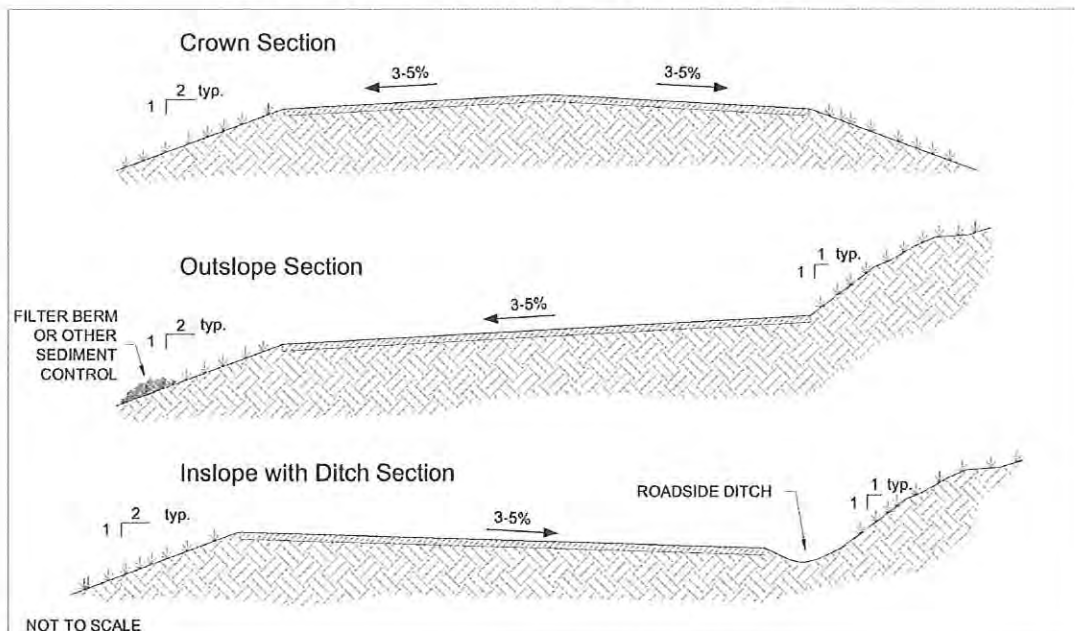 Crown Section
3-5%
3-5%
2 typ.
1
Outslope Section
1 typ.
1
3-5%
FILTER BERM
OR OTHER
SEDIMENT
CONTROL
2 typ.
1
Inslope with Ditch Section
ROADSIDE DITCH
1 typ.
1
2 typ.
1
3-5%
NOT TO SCALE